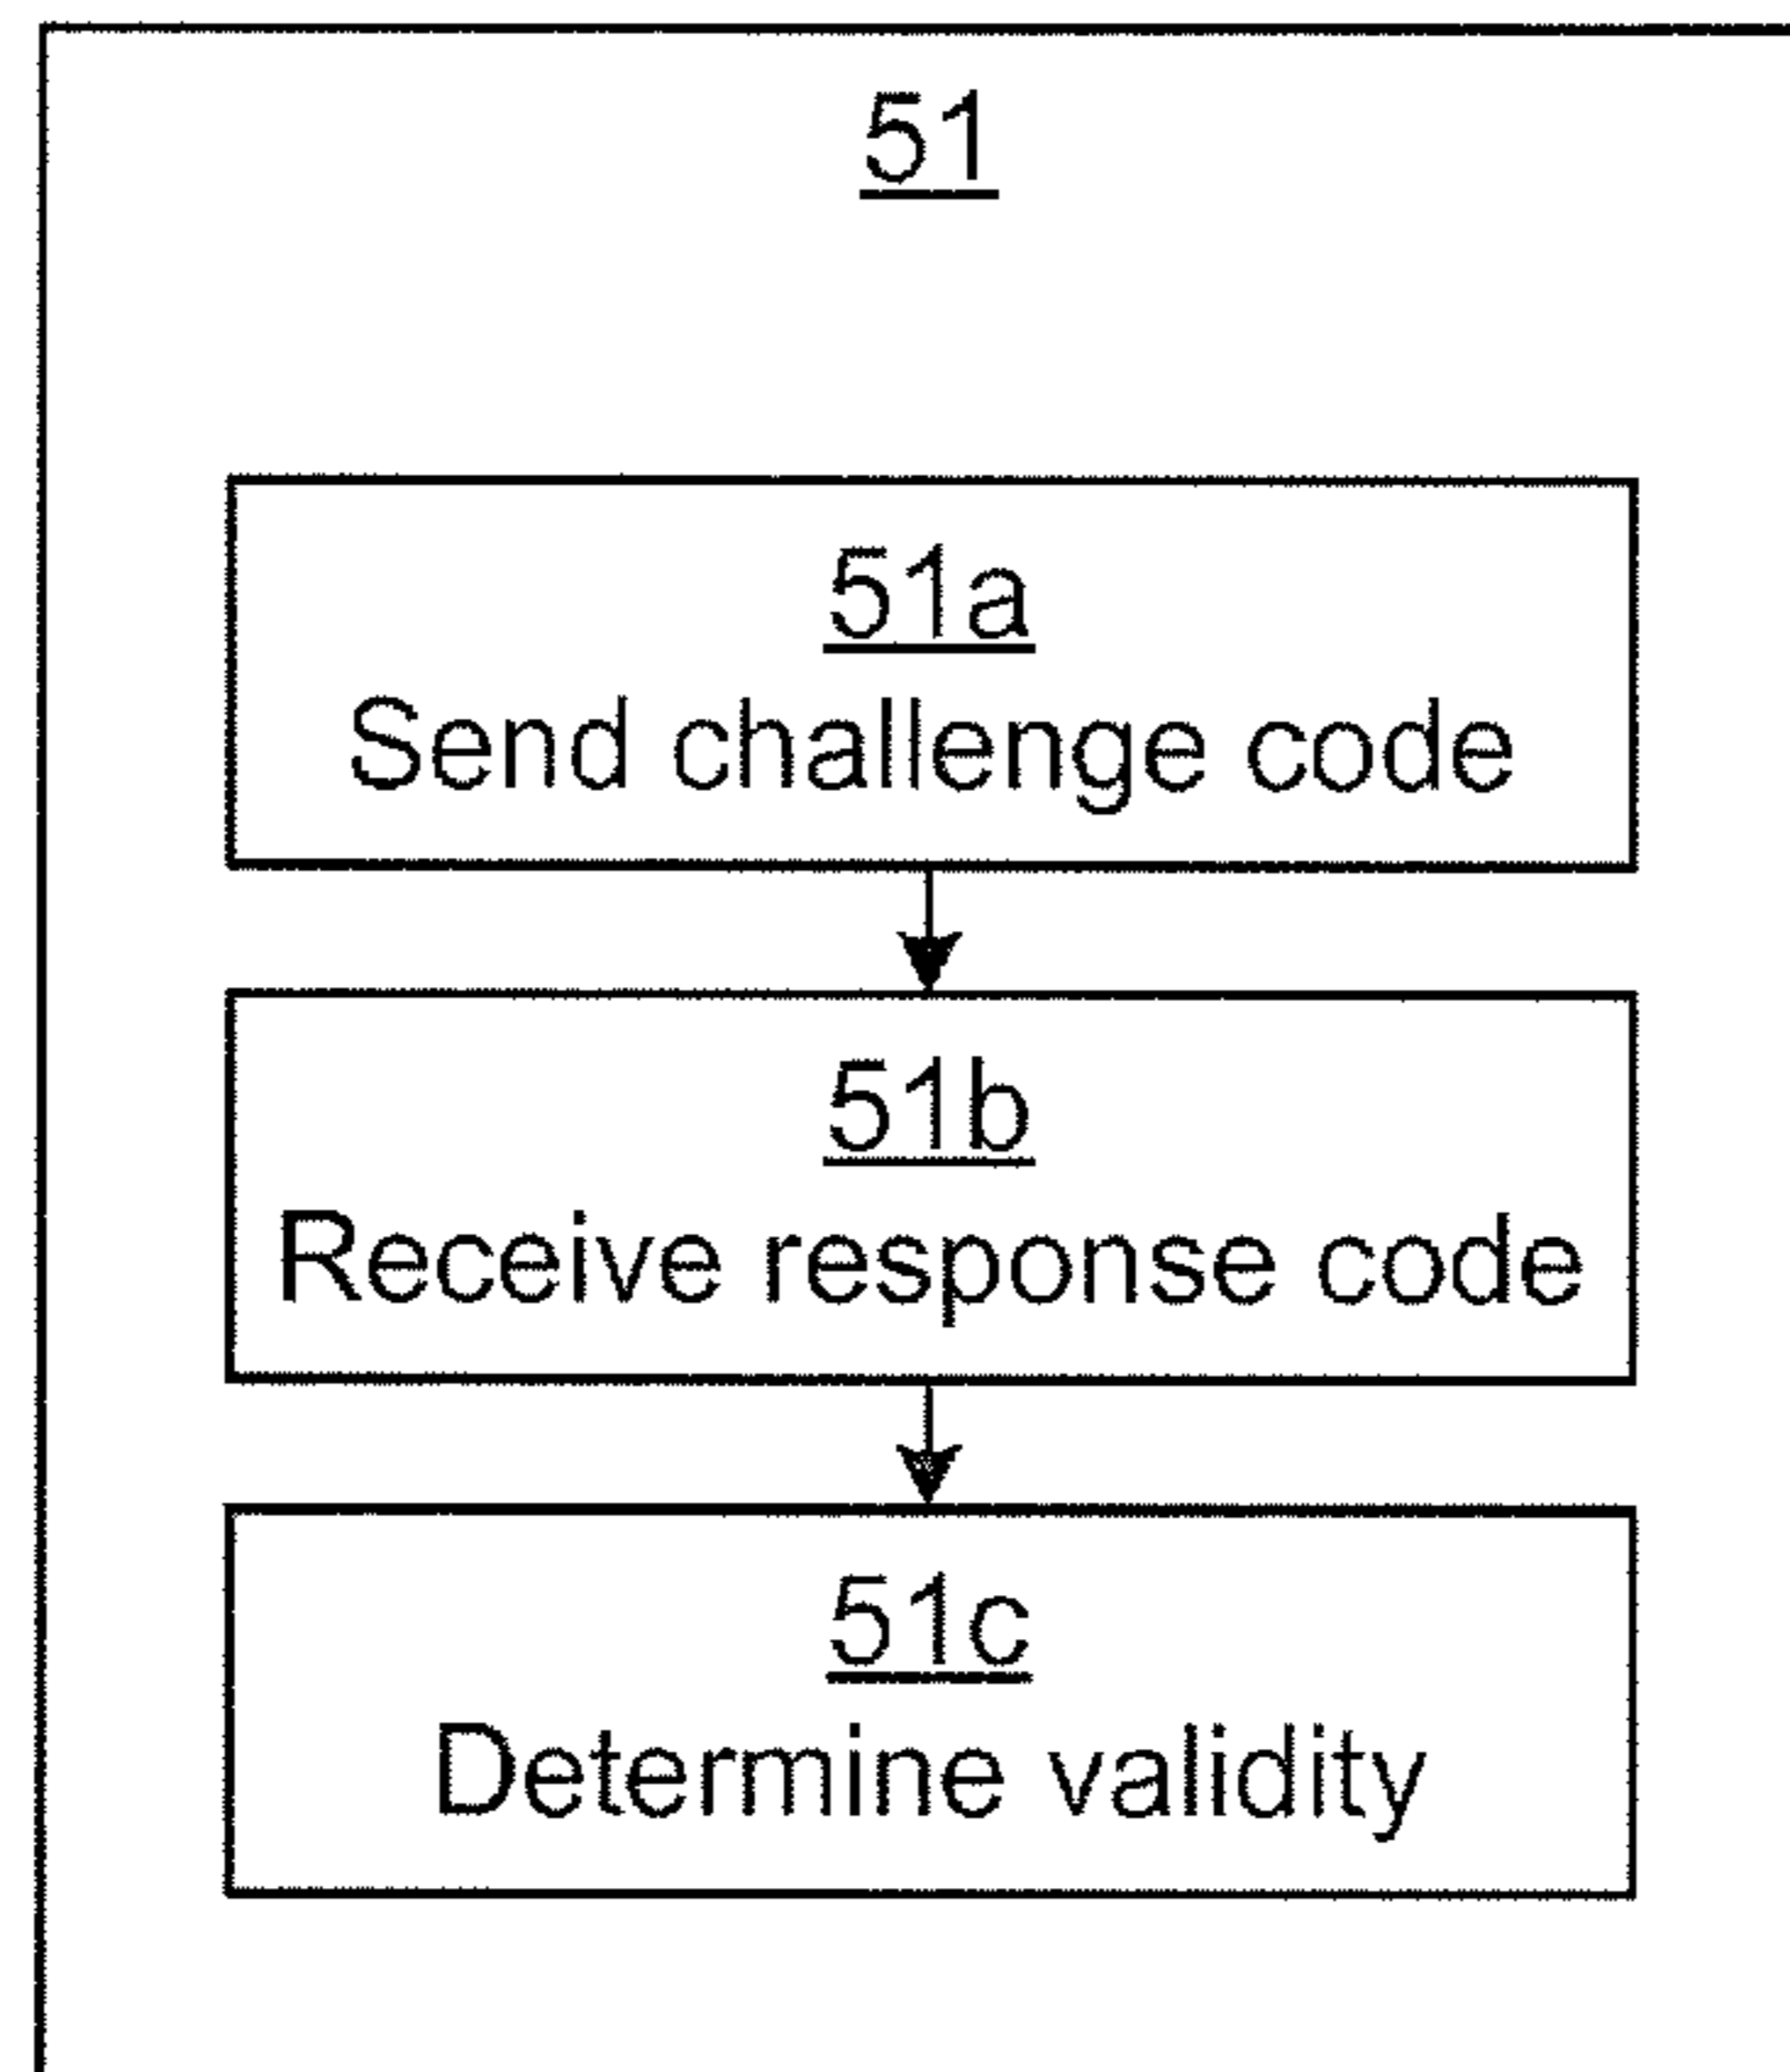 51
51a
Send challenge code
51b
Receive response code
51c
Determine validity